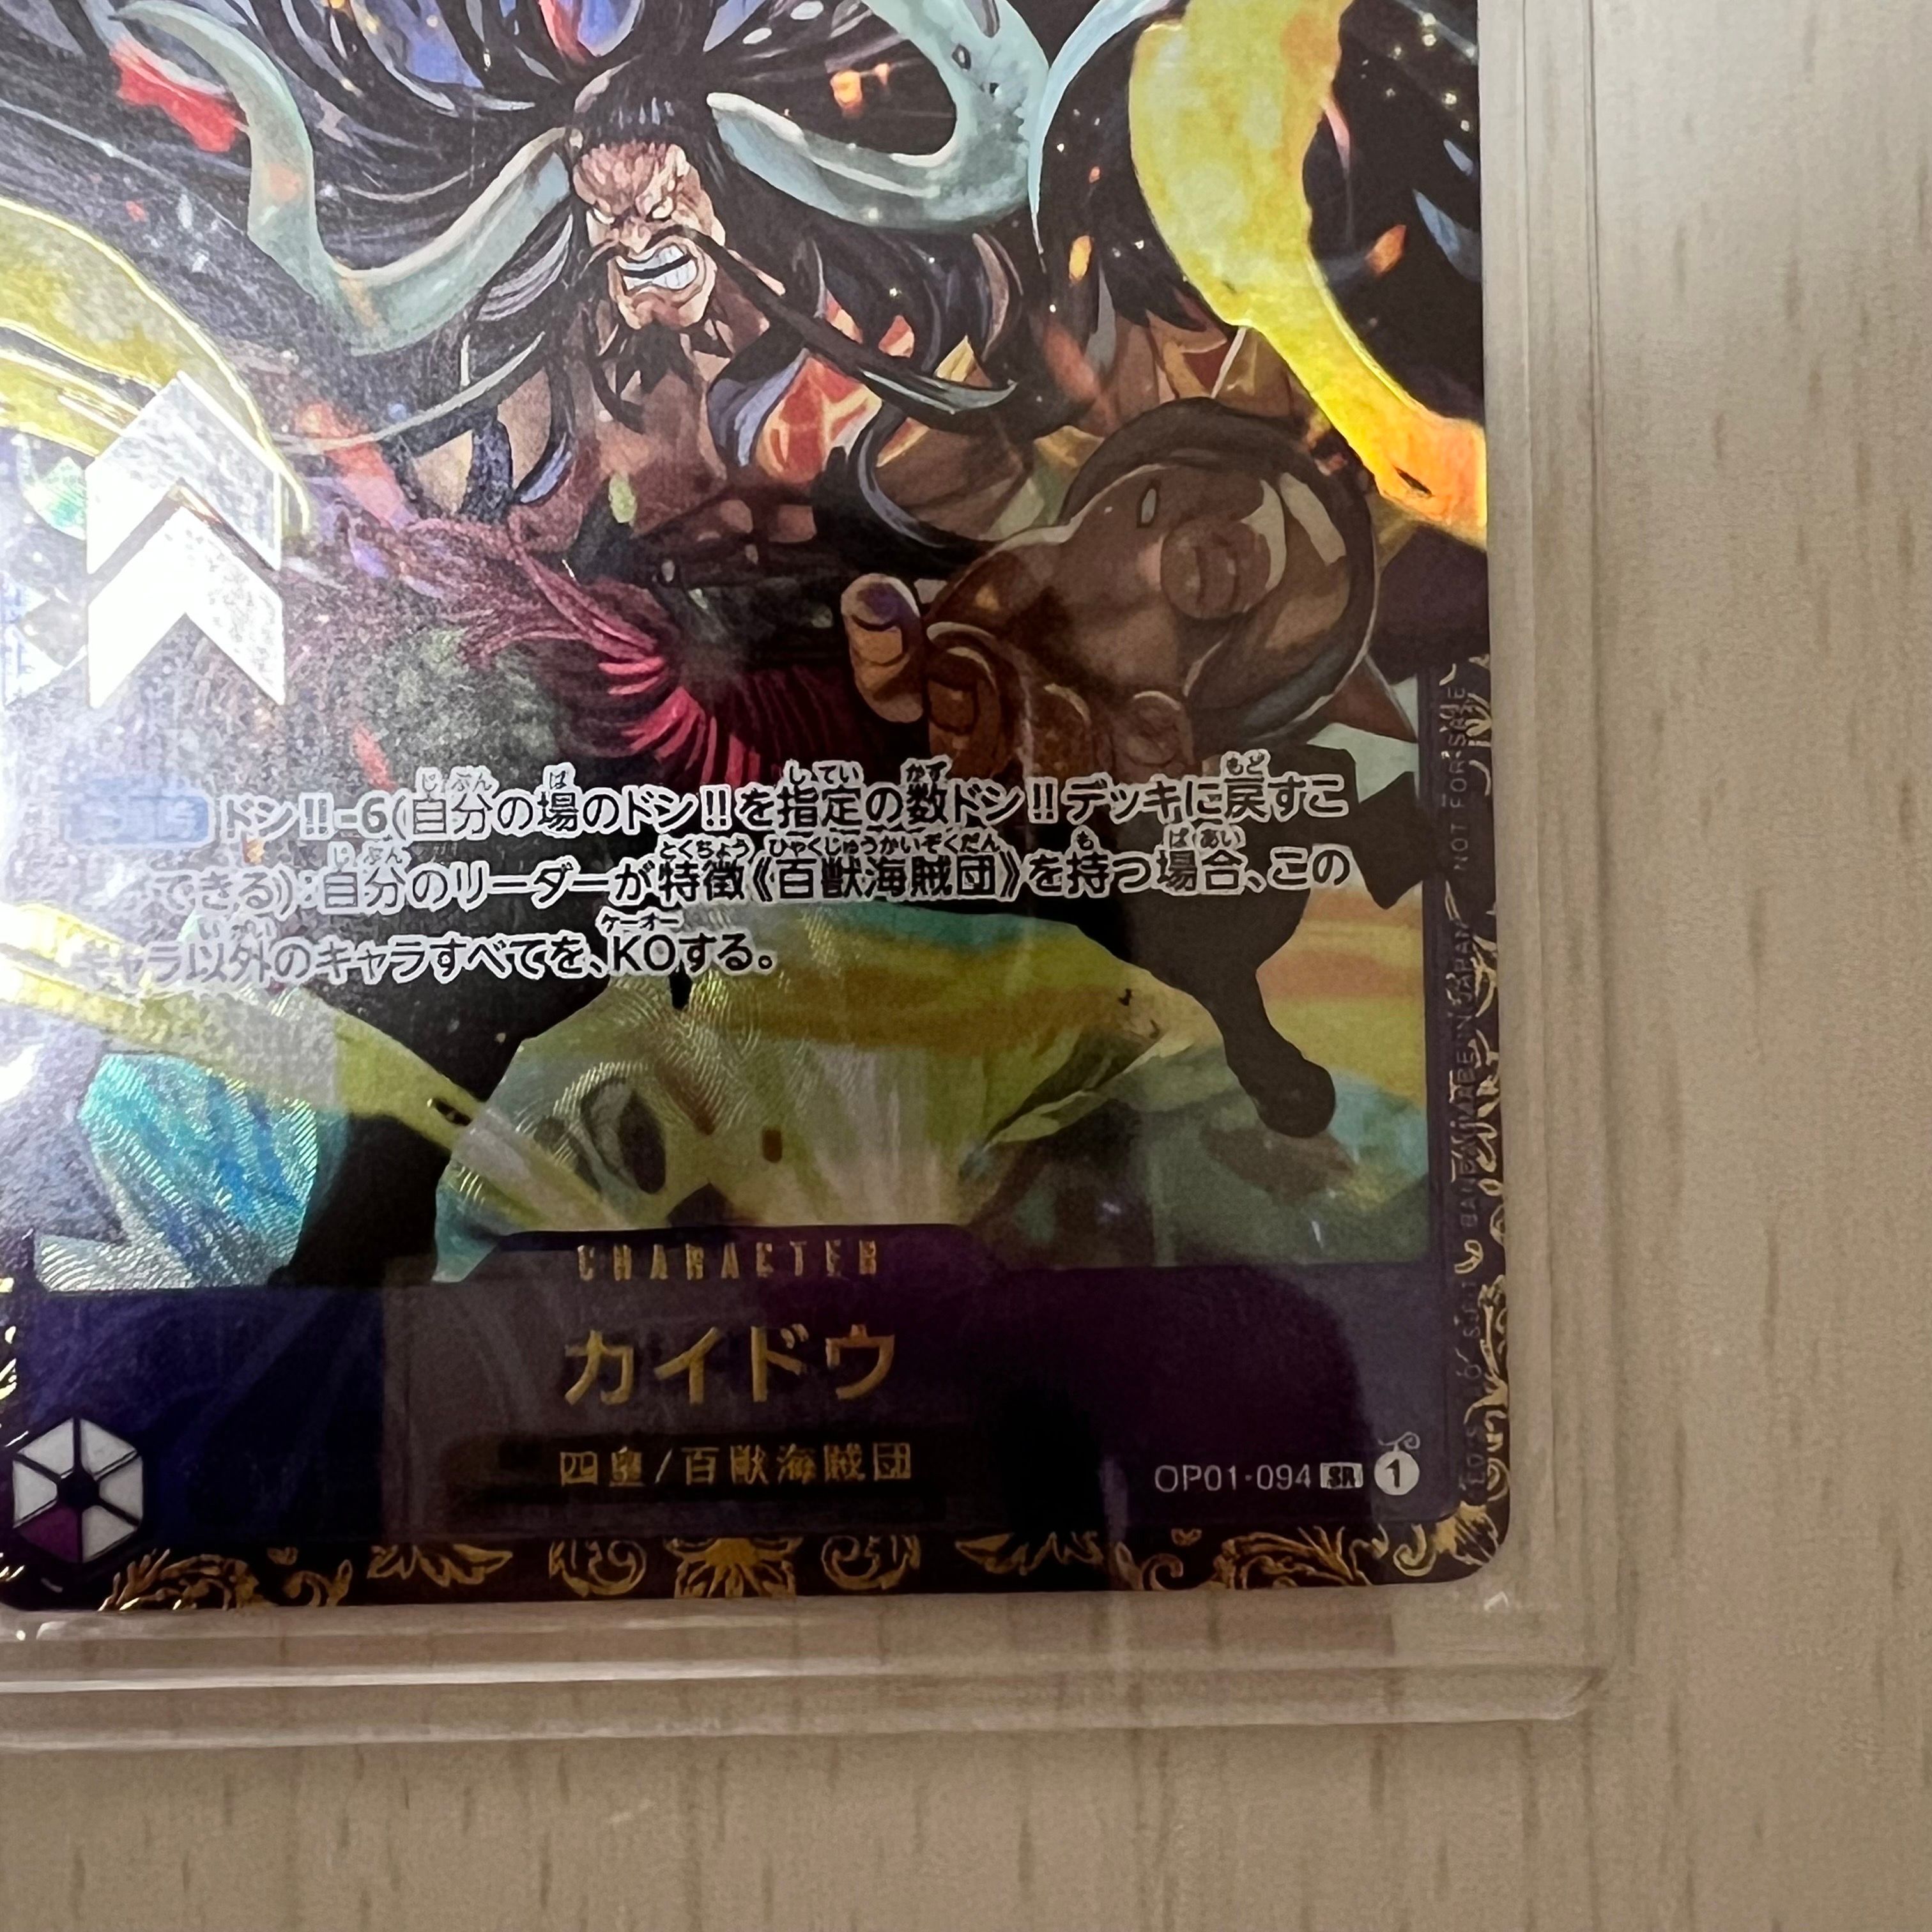 ドン!!-6(自分の場のドン!!を指定の数ドン!!デッキに戻すこ
できる):自分のリーダーが特徴《百獣海賊団》を持つ場合、この
キャラ以外のキャラすべてを、KOする。
CHARACTER
カイドウ
四皇/百獣海賊団
OP01-094 SR 1
NOT FOR SALE
MADE IN JAPAN